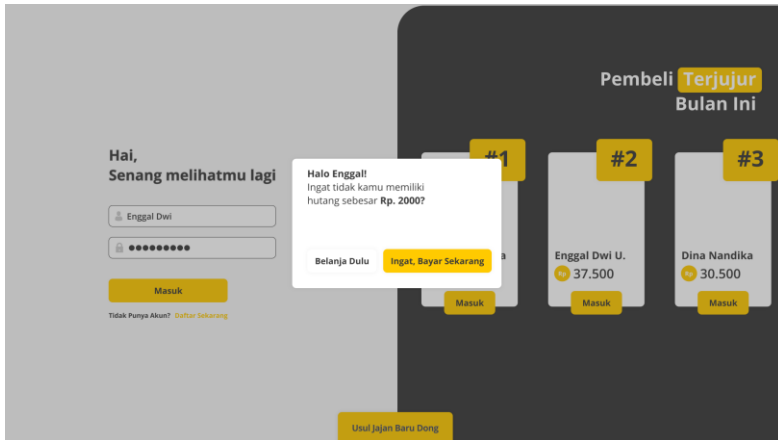 Pembeli Terjujur
Bulan Ini
Hai,
Senang melihatmu lagi
Enggal Dwi
Masuk
Tidak Punya Akun? Daftar Sekarang
Halo Enggal!
Ingat tidak kamu memiliki
hutang sebesar Rp. 2000?
Belanja Dulu
Ingat, Bayar Sekarang
#1
a
Masuk
#2
Enggal Dwi U.
Rp 37.500
Masuk
#3
Dina Nandika
Rp 30.500
Masuk
Usul Jajan Baru Dong